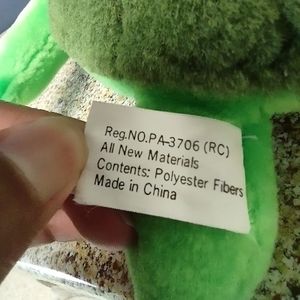 Reg.NO.PA-3706 (RC)
All New Materials
Contents: Polyester Fibers
Made in China